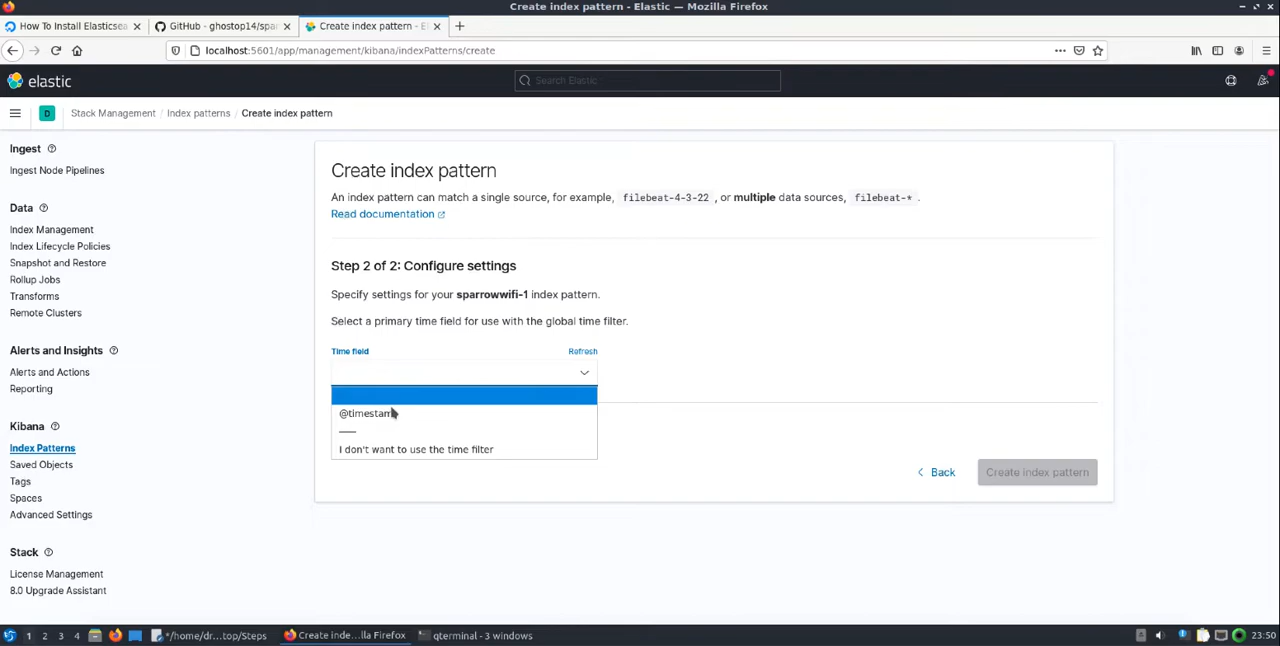 Create index pattern - Elastic — Mozilla Firefox
How To Install Elasticsea
GitHub - ghostop14/spar
Create index pattern - El
localhost:5601/app/management/kibana/indexPatterns/create
elastic
Search Elastic
D
Stack Management / Index patterns / Create index pattern
Ingest
Ingest Node Pipelines
Data
Index Management
Index Lifecycle Policies
Snapshot and Restore
Rollup Jobs
Transforms
Remote Clusters
Alerts and Insights
Alerts and Actions
Reporting
Kibana
Index Patterns
Saved Objects
Tags
Spaces
Advanced Settings
Stack
License Management
8.0 Upgrade Assistant
Create index pattern
An index pattern can match a single source, for example, filebeat-4-3-22 , or multiple data sources, filebeat-* .
Read documentation
Step 2 of 2: Configure settings
Specify settings for your sparrowwifi-1 index pattern.
Select a primary time field for use with the global time filter.
Time field
Refresh
@timestamp
I don't want to use the time filter
Back
Create index pattern
1 2 3 4
*/home/dr...top/Steps
Create inde...lla Firefox
qterminal - 3 windows
23:50